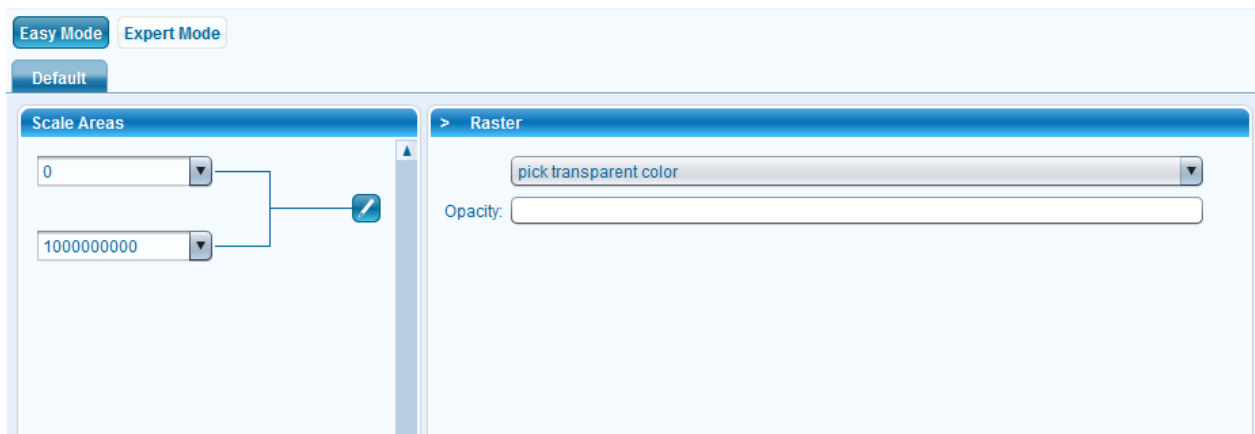 Easy Mode Expert Mode
Default
Scale Areas
0
1000000000
> Raster
pick transparent color
Opacity: